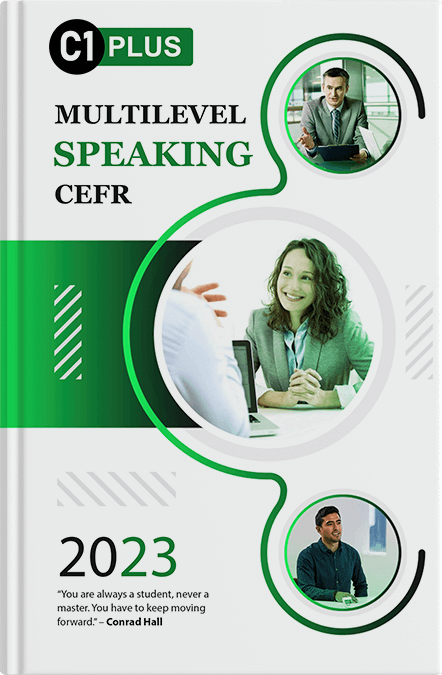 C1 PLUS
MULTILEVEL
SPEAKING
CEFR
2023
“You are always a student, never a
master. You have to keep moving
forward.” – Conrad Hall